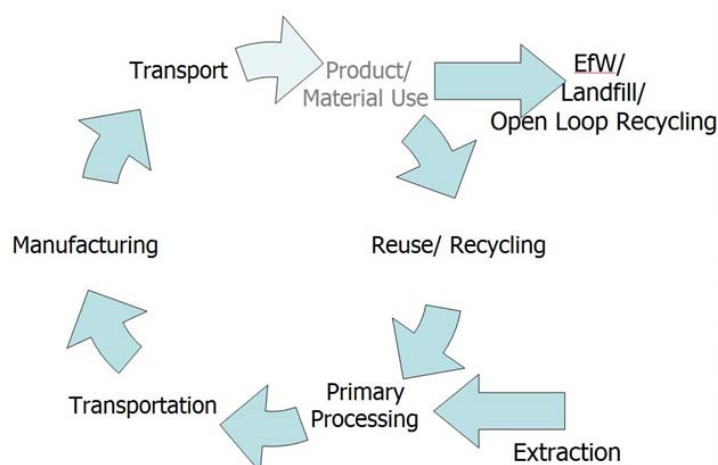 Transport
Product/
Material Use
EfW/
Landfill/
Open Loop Recycling
Manufacturing
Reuse/ Recycling
Transportation
Primary
Processing
Extraction